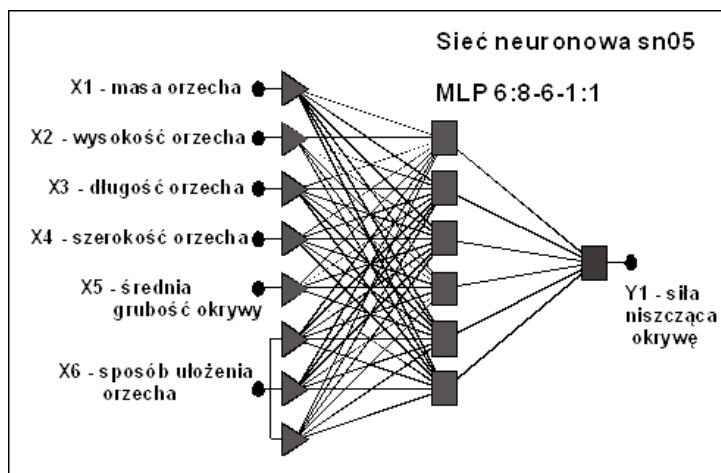 Sieć neuronowa sn05
MLP 6:8-6-1:1
X1 - masa orzecha
X2 - wysokość orzecha
X3 - długość orzecha
X4 - szerokość orzecha
X5 - średnia
grubość okrywy
X6 - sposób ułożenia
orzecha
Y1 - siła
niszcząca
okrywę